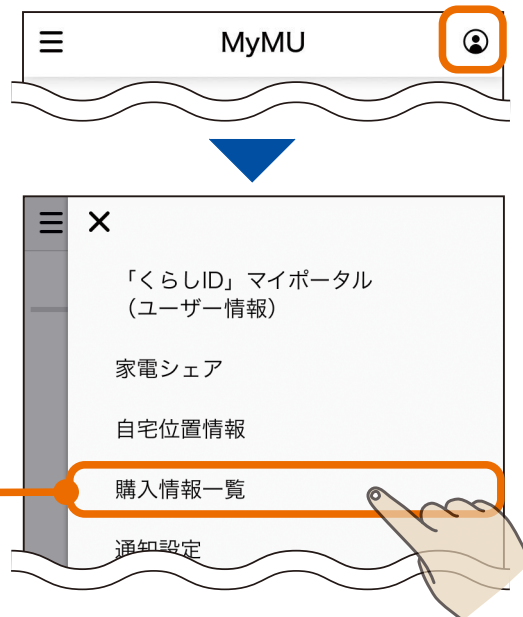 MyMU
「くらしID」マイポータル
（ユーザー情報）
家電シェア
自宅位置情報
購入情報一覧
通知設定